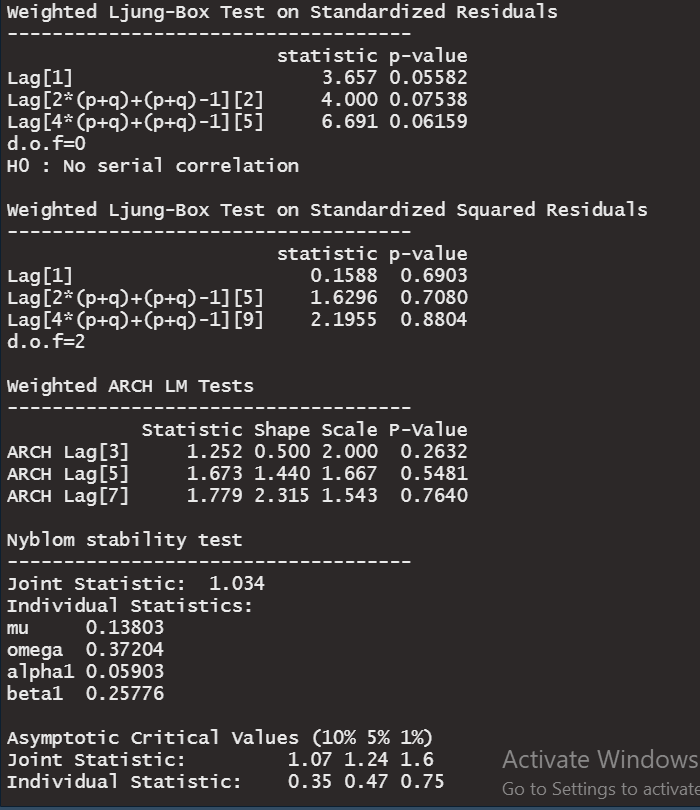 Weighted Ljung-Box Test on Standardized Residuals
------------------------------------
                        statistic p-value
Lag[1]                      3.657 0.05582
Lag[2*(p+q)+(p+q)-1][2]     4.000 0.07538
Lag[4*(p+q)+(p+q)-1][5]     6.691 0.06159
d.o.f=0
H0 : No serial correlation

Weighted Ljung-Box Test on Standardized Squared Residuals
------------------------------------
                        statistic p-value
Lag[1]                     0.1588  0.6903
Lag[2*(p+q)+(p+q)-1][5]    1.6296  0.7080
Lag[4*(p+q)+(p+q)-1][9]    2.1955  0.8804
d.o.f=2

Weighted ARCH LM Tests
------------------------------------
            Statistic Shape Scale P-Value
ARCH Lag[3]     1.252 0.500 2.000  0.2632
ARCH Lag[5]     1.673 1.440 1.667  0.5481
ARCH Lag[7]     1.779 2.315 1.543  0.7640

Nyblom stability test
------------------------------------
Joint Statistic:  1.034
Individual Statistics:
mu     0.13803
omega  0.37204
alpha1 0.05903
beta1  0.25776

Asymptotic Critical Values (10% 5% 1%)
Joint Statistic:         1.07 1.24 1.6
Individual Statistic:    0.35 0.47 0.75
Activate Windows
Go to Settings to activate